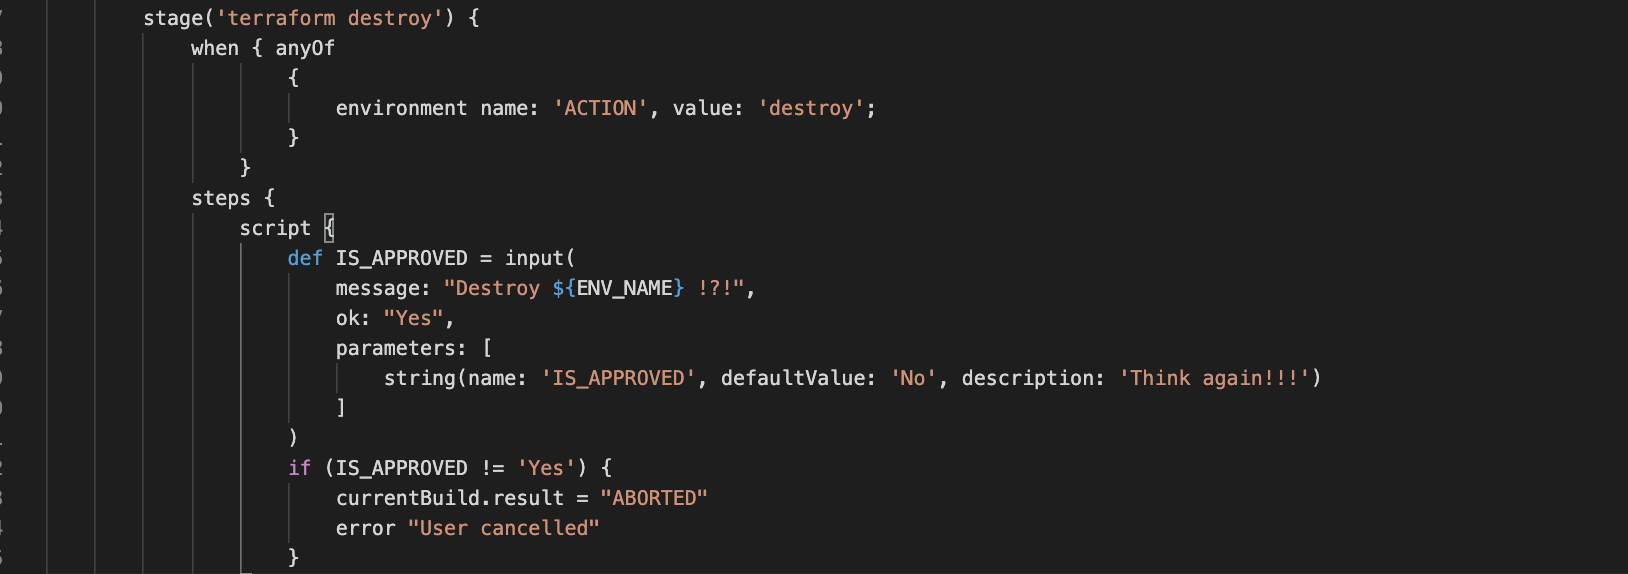 stage('terraform destroy') {
when { anyOf
{
environment name: 'ACTION', value: 'destroy';
}
}
steps {
script {
def IS_APPROVED = input(
message: "Destroy ${ENV_NAME} !?!",
ok: "Yes",
parameters: [
string(name: 'IS_APPROVED', defaultValue: 'No', description: 'Think again!!!')
]
)
if (IS_APPROVED != 'Yes') {
currentBuild.result = "ABORTED"
error "User cancelled"
}